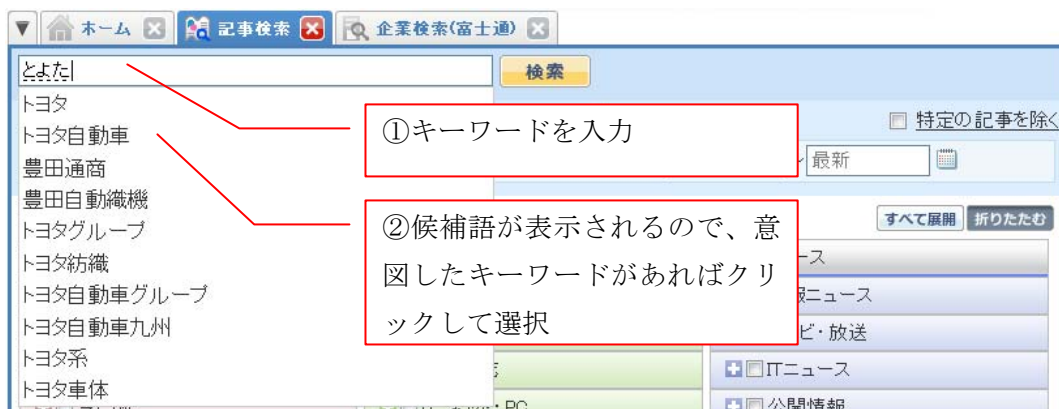 ▼ ホーム 記事検索 企業検索(富士通)
とよた 検索
トヨタ
トヨタ自動車
豊田通商
豊田自動織機
トヨタグループ
トヨタ紡織
トヨタ自動車グループ
トヨタ自動車九州
トヨタ系
トヨタ車体
①キーワードを入力
②候補語が表示されるので、意
図したキーワードがあればクリ
ックして選択
特定の記事を除く
最新
すべて展開 折りたたむ
ース
ニュース
ビ・放送
ITニュース
・PC
公開情報